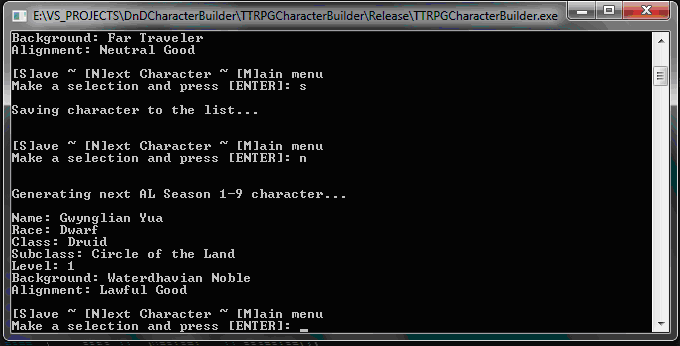 E:\VS_PROJECTS\DnDCharacterBuilder\TTRPGCharacterBuilder\Release\TTRPGCharacterBuilder.exe
Background: Far Traveler
Alignment: Neutral Good
[S]ave ~ [N]ext Character ~ [M]ain menu
Make a selection and press [ENTER]: s
Saving character to the list...
[S]ave ~ [N]ext Character ~ [M]ain menu
Make a selection and press [ENTER]: n
Generating next AL Season 1-9 character...
Name: Gwynglian Yua
Race: Dwarf
Class: Druid
Subclass: Circle of the Land
Level: 1
Background: Waterdhavian Noble
Alignment: Lawful Good
[S]ave ~ [N]ext Character ~ [M]ain menu
Make a selection and press [ENTER]: _